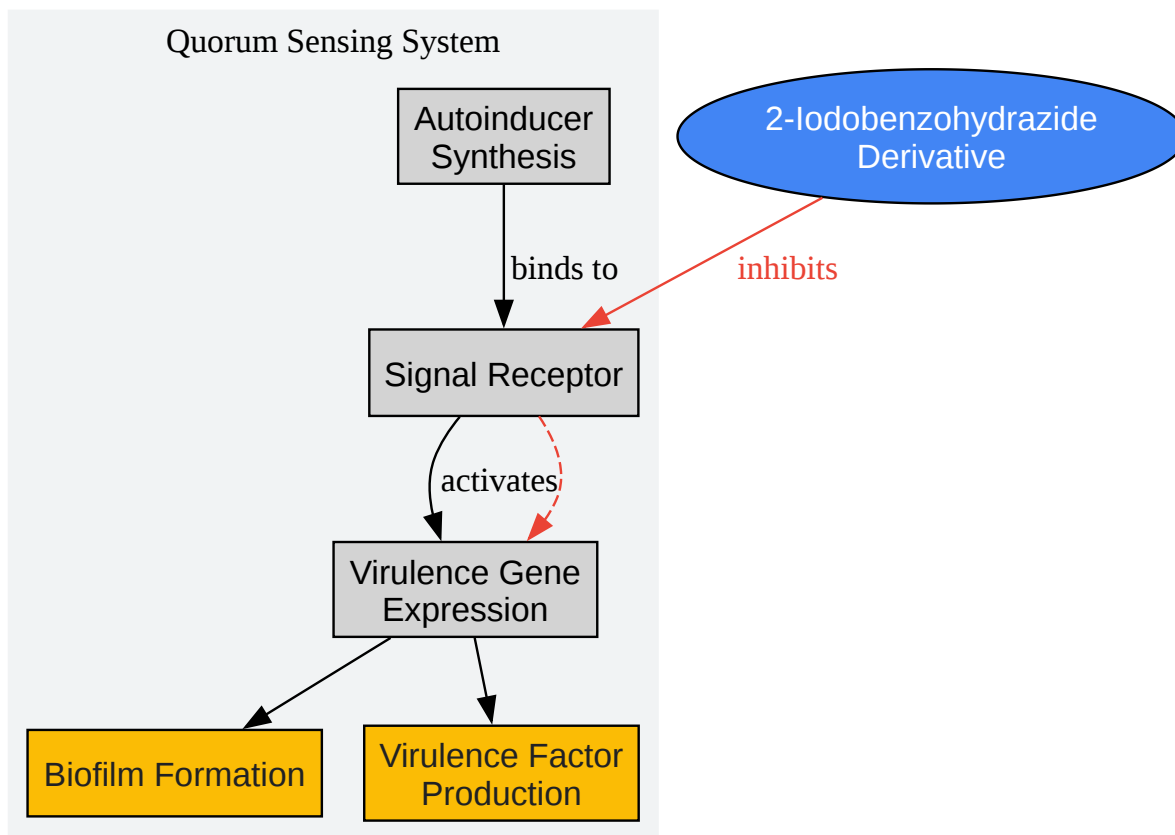 Quorum Sensing System
Autoinducer
Synthesis
2-Iodobenzohydrazide
Derivative
binds to
inhibits
Signal Receptor
activates
Virulence Gene
Expression
Biofilm Formation
Virulence Factor
Production